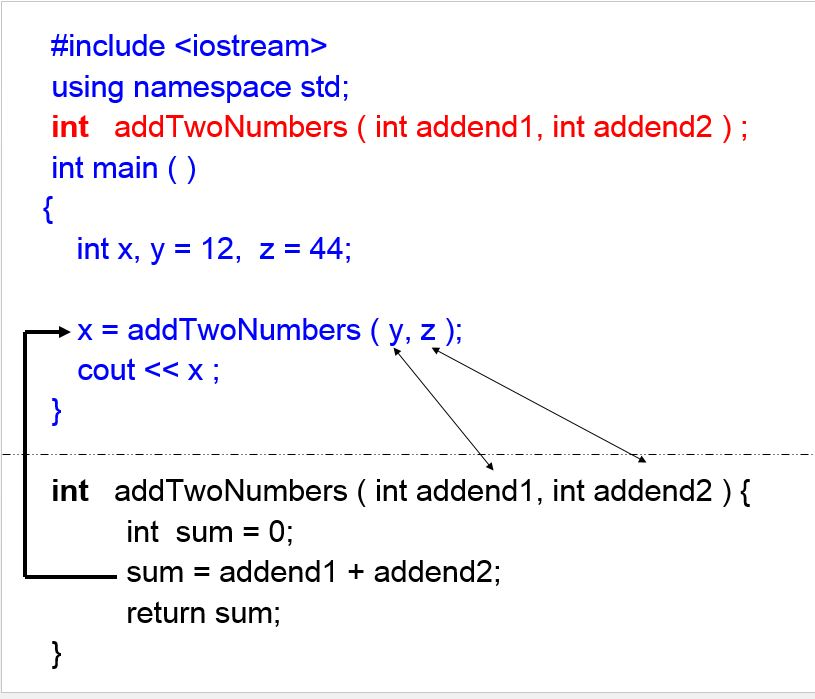 #include <iostream>
using namespace std;
int addTwoNumbers ( int addend1, int addend2 ) ;
int main ( )
{
int x, y = 12, z = 44;
x = addTwoNumbers ( y, z );
cout << x ;
}
int addTwoNumbers ( int addend1, int addend2 ) {
int sum = 0;
sum = addend1 + addend2;
return sum;
}